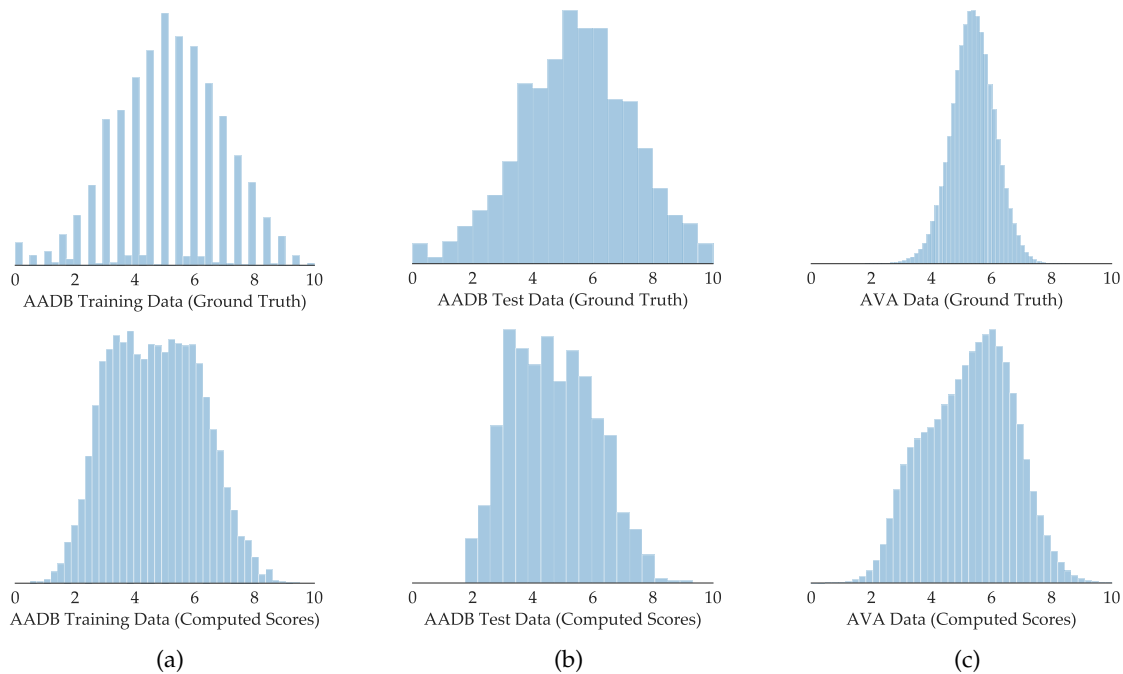 0 2 4 6 8 10
AADB Training Data (Ground Truth)
0 2 4 6 8 10
AADB Test Data (Ground Truth)
0 2 4 6 8 10
AVA Data (Ground Truth)
0 2 4 6 8 10
AADB Training Data (Computed Scores)
0 2 4 6 8 10
AADB Test Data (Computed Scores)
0 2 4 6 8 10
AVA Data (Computed Scores)
(a)
(b)
(c)